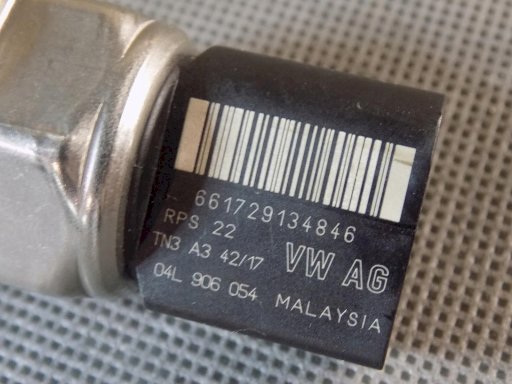 661729134846
RPS 22
TN3 A3 42/17 VW AG
04L 906 054 MALAYSIA